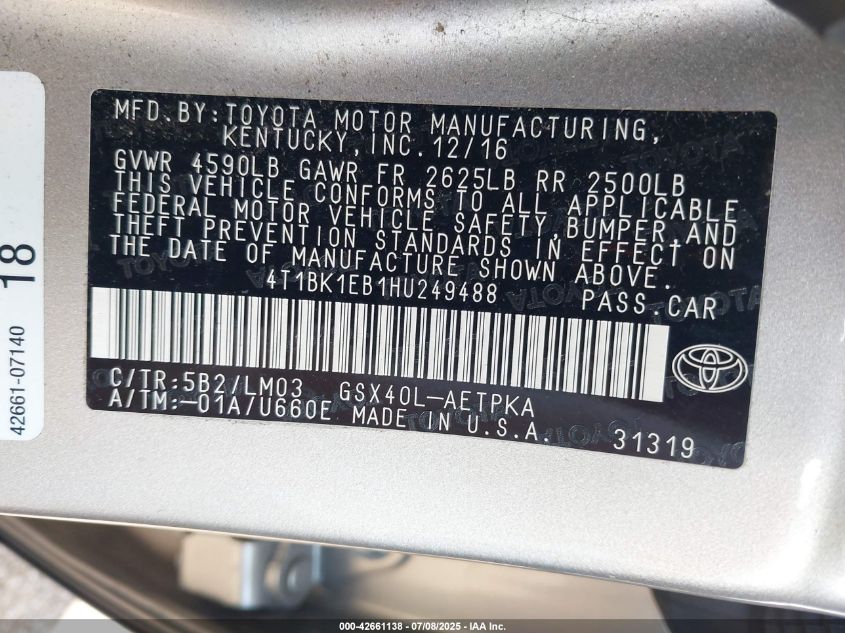 MFD.BY:TOYOTA MOTOR MANUFACTURING,
KENTUCKY,INC.12/16
GVWR 4590LB GAWR FR 2625LB RR 2500LB
THIS VEHICLE CONFORMS TO ALL APPLICABLE
FEDERAL MOTOR VEHICLE SAFETY,BUMPER,AND
THEFT PREVENTION STANDARDS IN EFFECT ON
THE DATE OF MANUFACTURE SHOWN ABOVE.
4T1BK1EB1HU249488 PASS.CAR
C/TR:5B2/LM03 GSX40L-AETPKA
A/TM:-01A/U660E MADE IN U.S.A. 31319
42661-07140 18
000-42661138 - 07/08/2025 - IAA Inc.